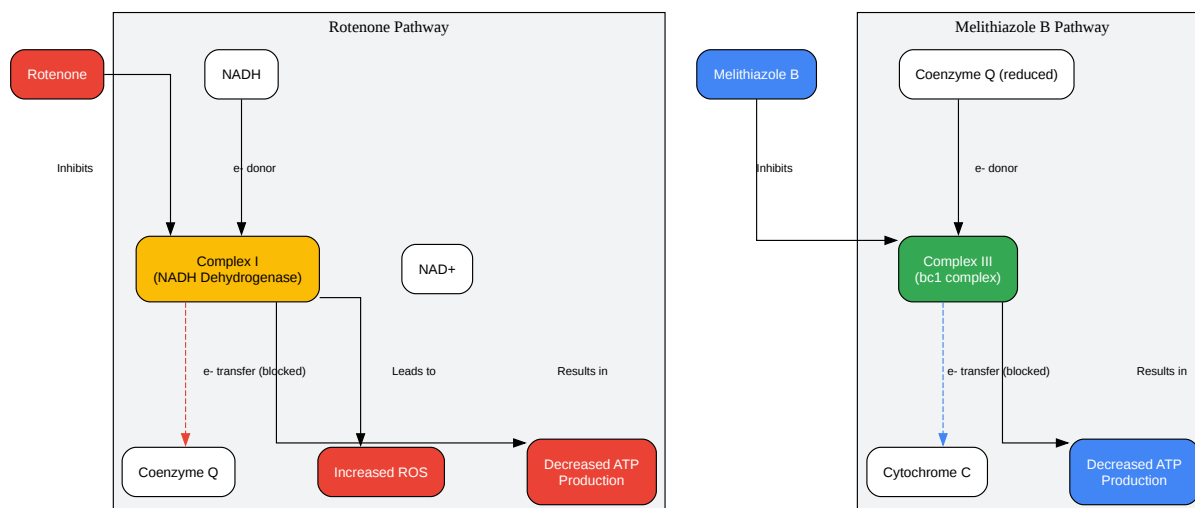 Rotenone Pathway
Melithiazole B Pathway
Rotenone
NADH
Melithiazole B
Coenzyme Q (reduced)
Inhibits
e- donor
Inhibits
e- donor
Complex I
(NADH Dehydrogenase)
NAD+
Complex III
(bc1 complex)
e- transfer (blocked)
Leads to
Results in
e- transfer (blocked)
Results in
Coenzyme Q
Increased ROS
Decreased ATP
Production
Cytochrome C
Decreased ATP
Production